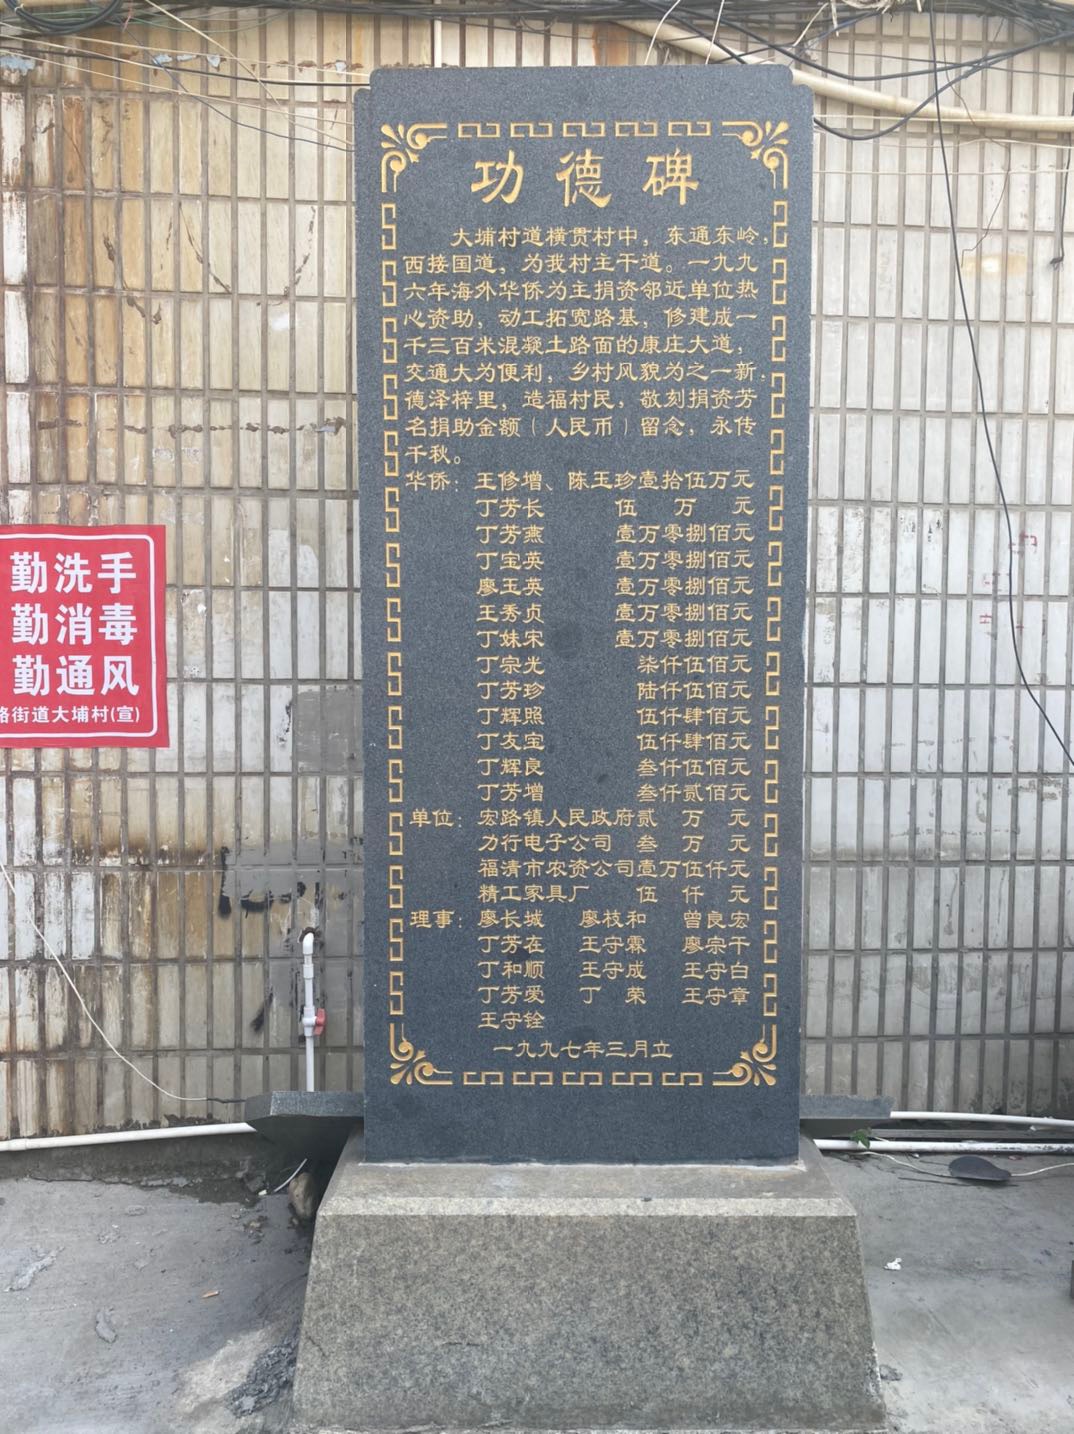 功德碑
大埔村道横贯村中，东通东岭，
西接国道，为我村主干道。一九九
六年海外华侨为主捐资邻近单位热
心资助，动工拓宽路基，修建成一
千三百米混凝土路面的康庄大道，
交通大为便利，乡村风貌为之一新．
德泽梓里，造福村民，敬刻捐资芳
名捐助金额（人民币）留念，永传
千秋。
华侨：王修增、陈玉珍壹拾伍万元
丁芳长 伍 万 元
丁芳燕 壹万零捌佰元
丁宝英 壹万零捌佰元
廖玉英 壹万零捌佰元
王秀贞 壹万零捌佰元
丁妹宋 壹万零捌佰元
丁宗光 柒仟伍佰元
丁芳珍 陆仟伍佰元
丁辉照 伍仟肆佰元
丁友宝 伍仟肆佰元
丁辉良 叁仟伍佰元
丁芳增 叁仟贰佰元
单位：宏路镇人民政府贰 万 元
力行电子公司 叁 万 元
福清市农资公司壹万伍仟元
精工家具厂 伍 仟 元
理事：廖长城 廖枝和 曾良宏
丁芳在 王守霖 廖宗干
丁和顺 王守成 王守白
丁芳爱 丁 荣 王守章
王守铨
一九九七年三月立
勤洗手
勤消毒
勤通风
路街道大埔村(宣)